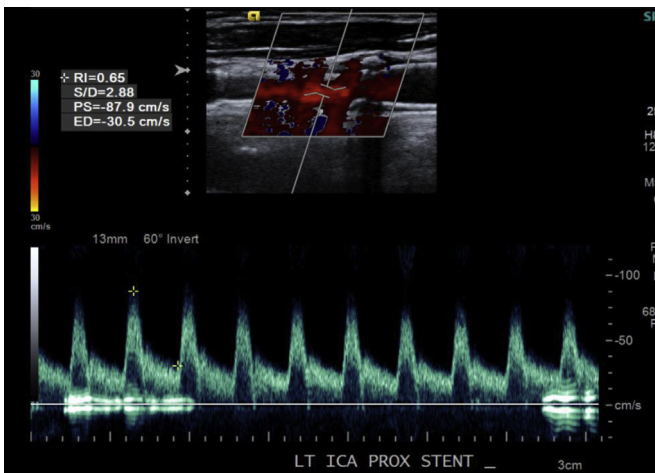 SI
30
RI=0.65
S/D=2.88
PS=-87.9 cm/s
ED=-30.5 cm/s
30
cm/s
13mm 60° Invert
-100
-50
cm/s
LT ICA PROX STENT _
3cm